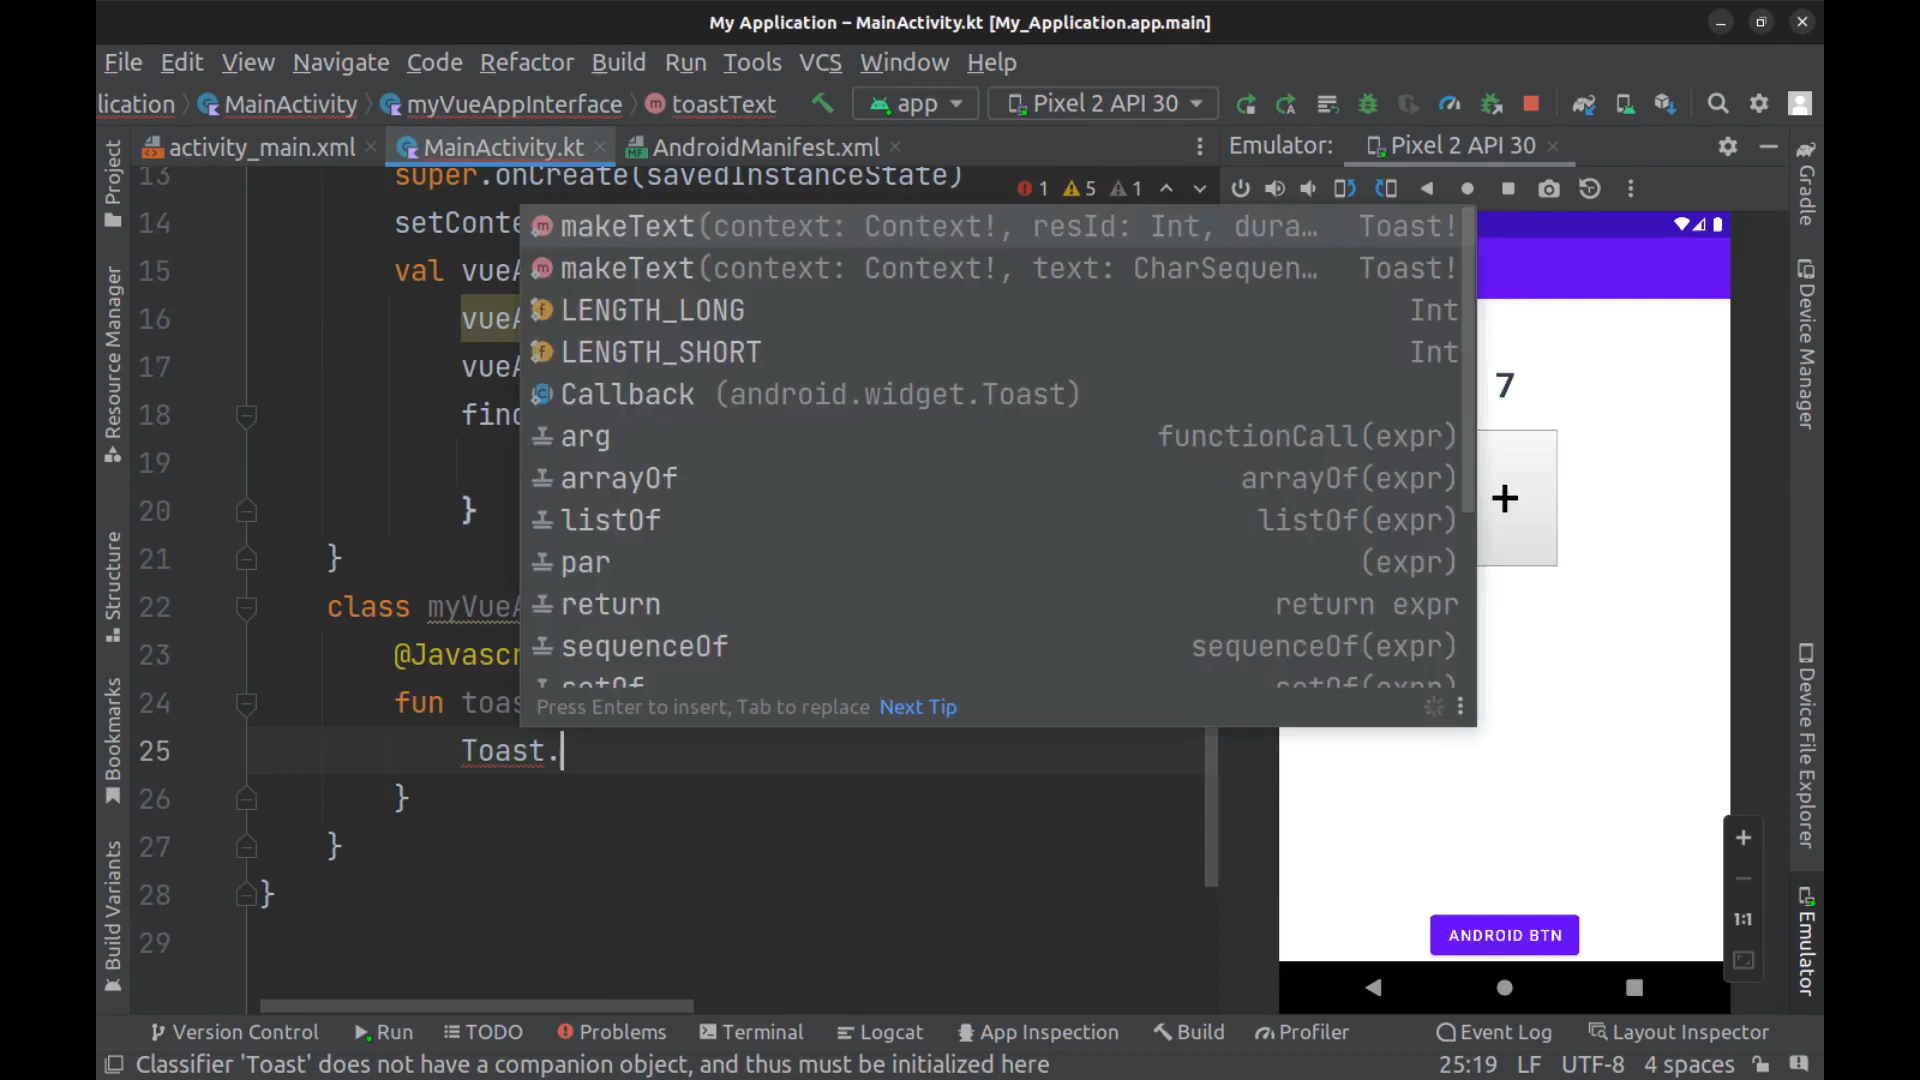 My Application – MainActivity.kt [My_Application.app.main]
File Edit View Navigate Code Refactor Build Run Tools VCS Window Help
lication MainActivity myVueAppInterface toastText app Pixel 2 API 30
activity_main.xml MainActivity.kt AndroidManifest.xml Emulator: Pixel 2 API 30
13 super.onCreate(savedInstanceState) 1 5 1
14 setConte
15 val vueA
16 vueA
17 vueA
18 find
19
20 }
21 }
22 class myVueA
23 @Javascr
24 fun toas
25 Toast.
26 }
27 }
28 }
29
makeText(context: Context!, resId: Int, dura… Toast!
makeText(context: Context!, text: CharSequen… Toast!
LENGTH_LONG Int
LENGTH_SHORT Int
Callback (android.widget.Toast)
arg functionCall(expr)
arrayOf arrayOf(expr)
listOf listOf(expr)
par (expr)
return return expr
sequenceOf sequenceOf(expr)
setOf setOf(expr)
Press Enter to insert, Tab to replace Next Tip
Project
Resource Manager
Structure
Bookmarks
Build Variants
7
+
ANDROID BTN
+
−
1:1
Gradle
Device Manager
Device File Explorer
Emulator
Version Control Run TODO Problems Terminal Logcat App Inspection Build Profiler Event Log Layout Inspector
Classifier 'Toast' does not have a companion object, and thus must be initialized here 25:19 LF UTF-8 4 spaces